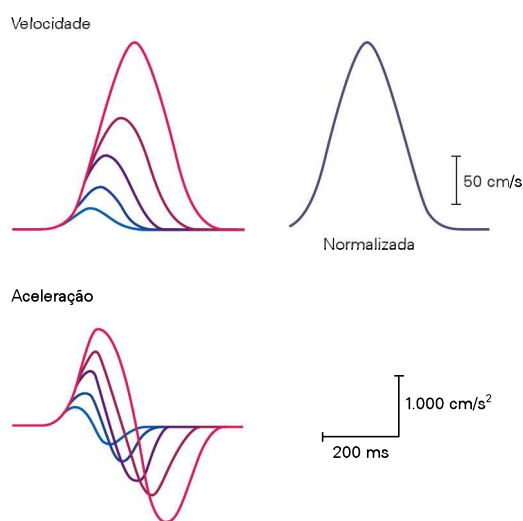 Velocidade
50 cm/s
Normalizada
Aceleração
1.000 cm/s²
200 ms